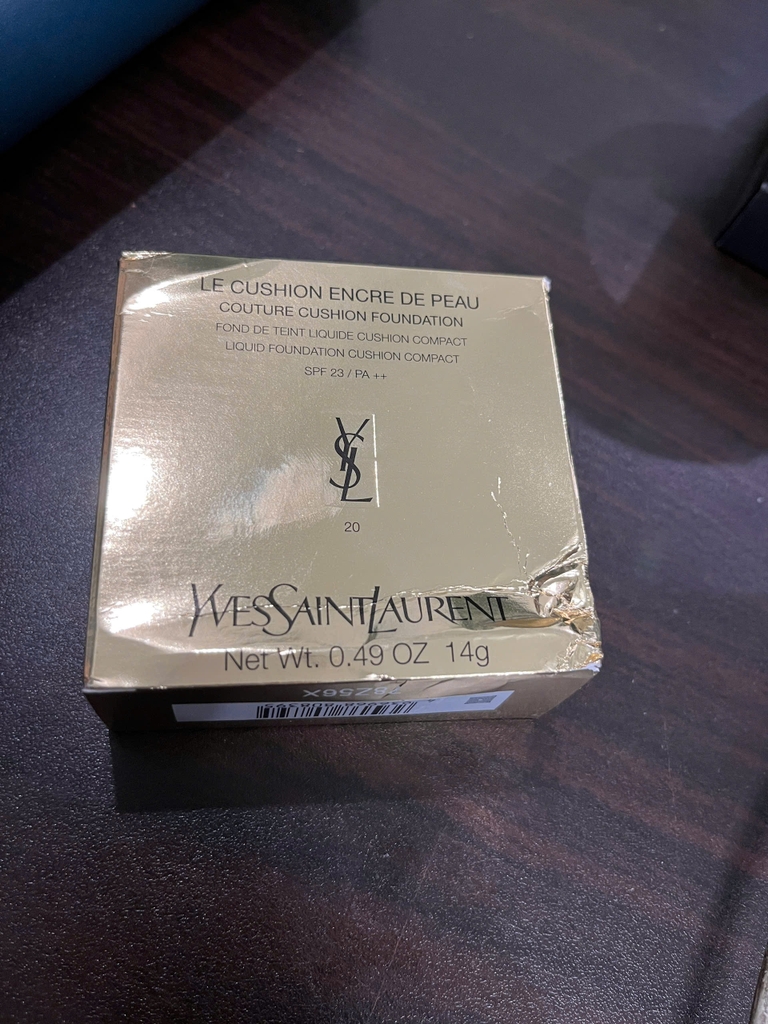 LE CUSHION ENCRE DE PEAU
COUTURE CUSHION FOUNDATION
FOND DE TEINT LIQUIDE CUSHION COMPACT
LIQUID FOUNDATION CUSHION COMPACT
SPF 23 / PA ++
YSL
20
YVESSAINTLAURENT
Net Wt. 0.49 OZ 14g